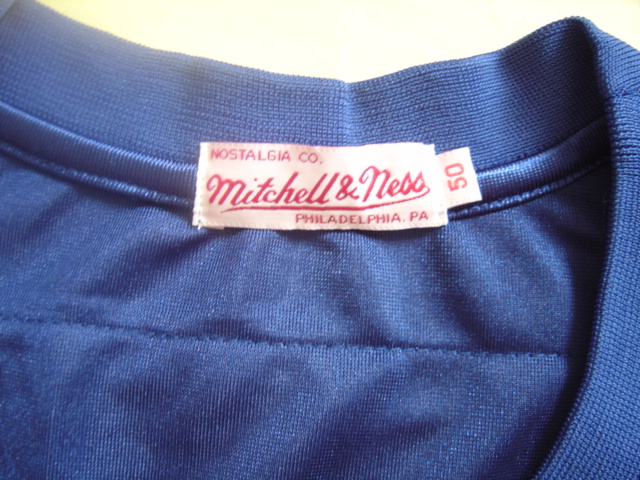 NOSTALGIA CO.
Mitchell & Ness
PHILADELPHIA, PA
50